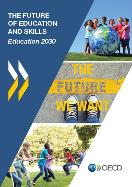 THE FUTURE
OF EDUCATION
AND SKILLS
Education 2030
THE
FUTURE
WE WANT
OECD